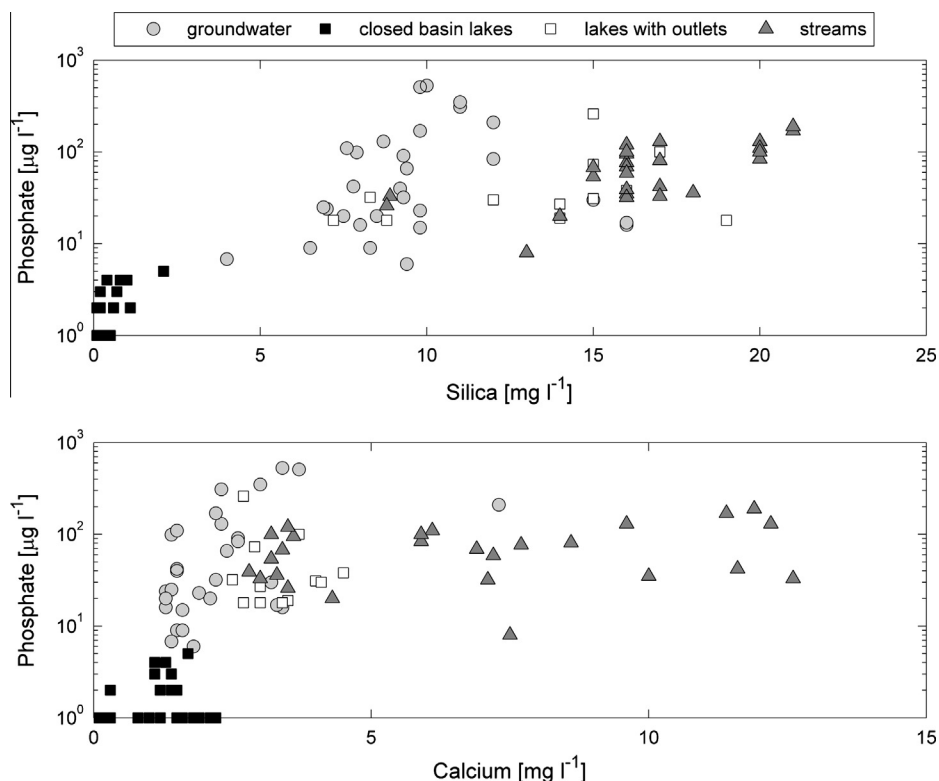 groundwater closed basin lakes lakes with outlets streams
10³
10²
10¹
10⁰
Phosphate [µg l⁻¹]
0 5 10 15 20 25
Silica [mg l⁻¹]
10³
10²
10¹
10⁰
Phosphate [µg l⁻¹]
0 5 10 15
Calcium [mg l⁻¹]